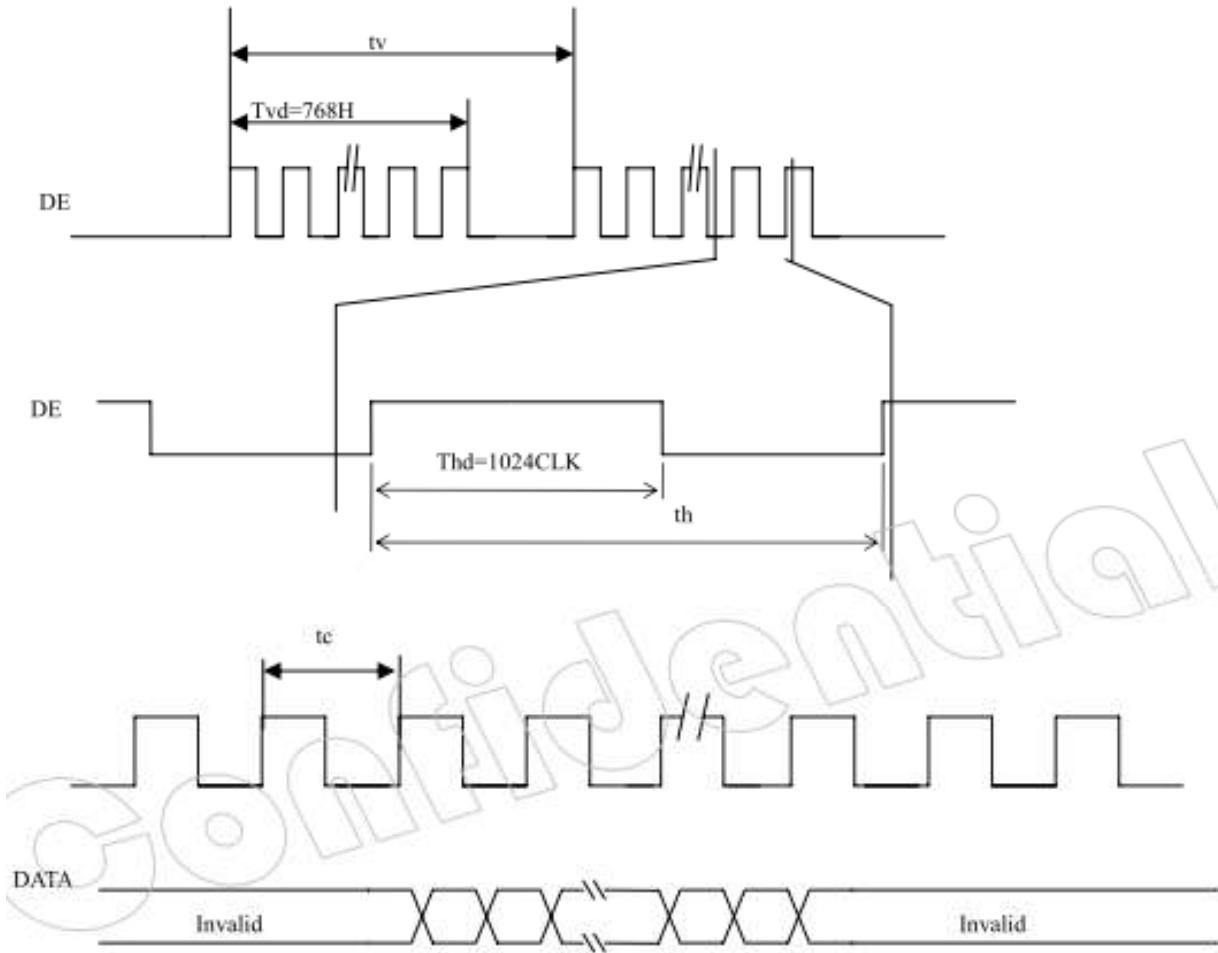 tv
Tvd=768H
DE
DE
Thd=1024CLK
th
tc
DATA
Invalid
Invalid
Confidential